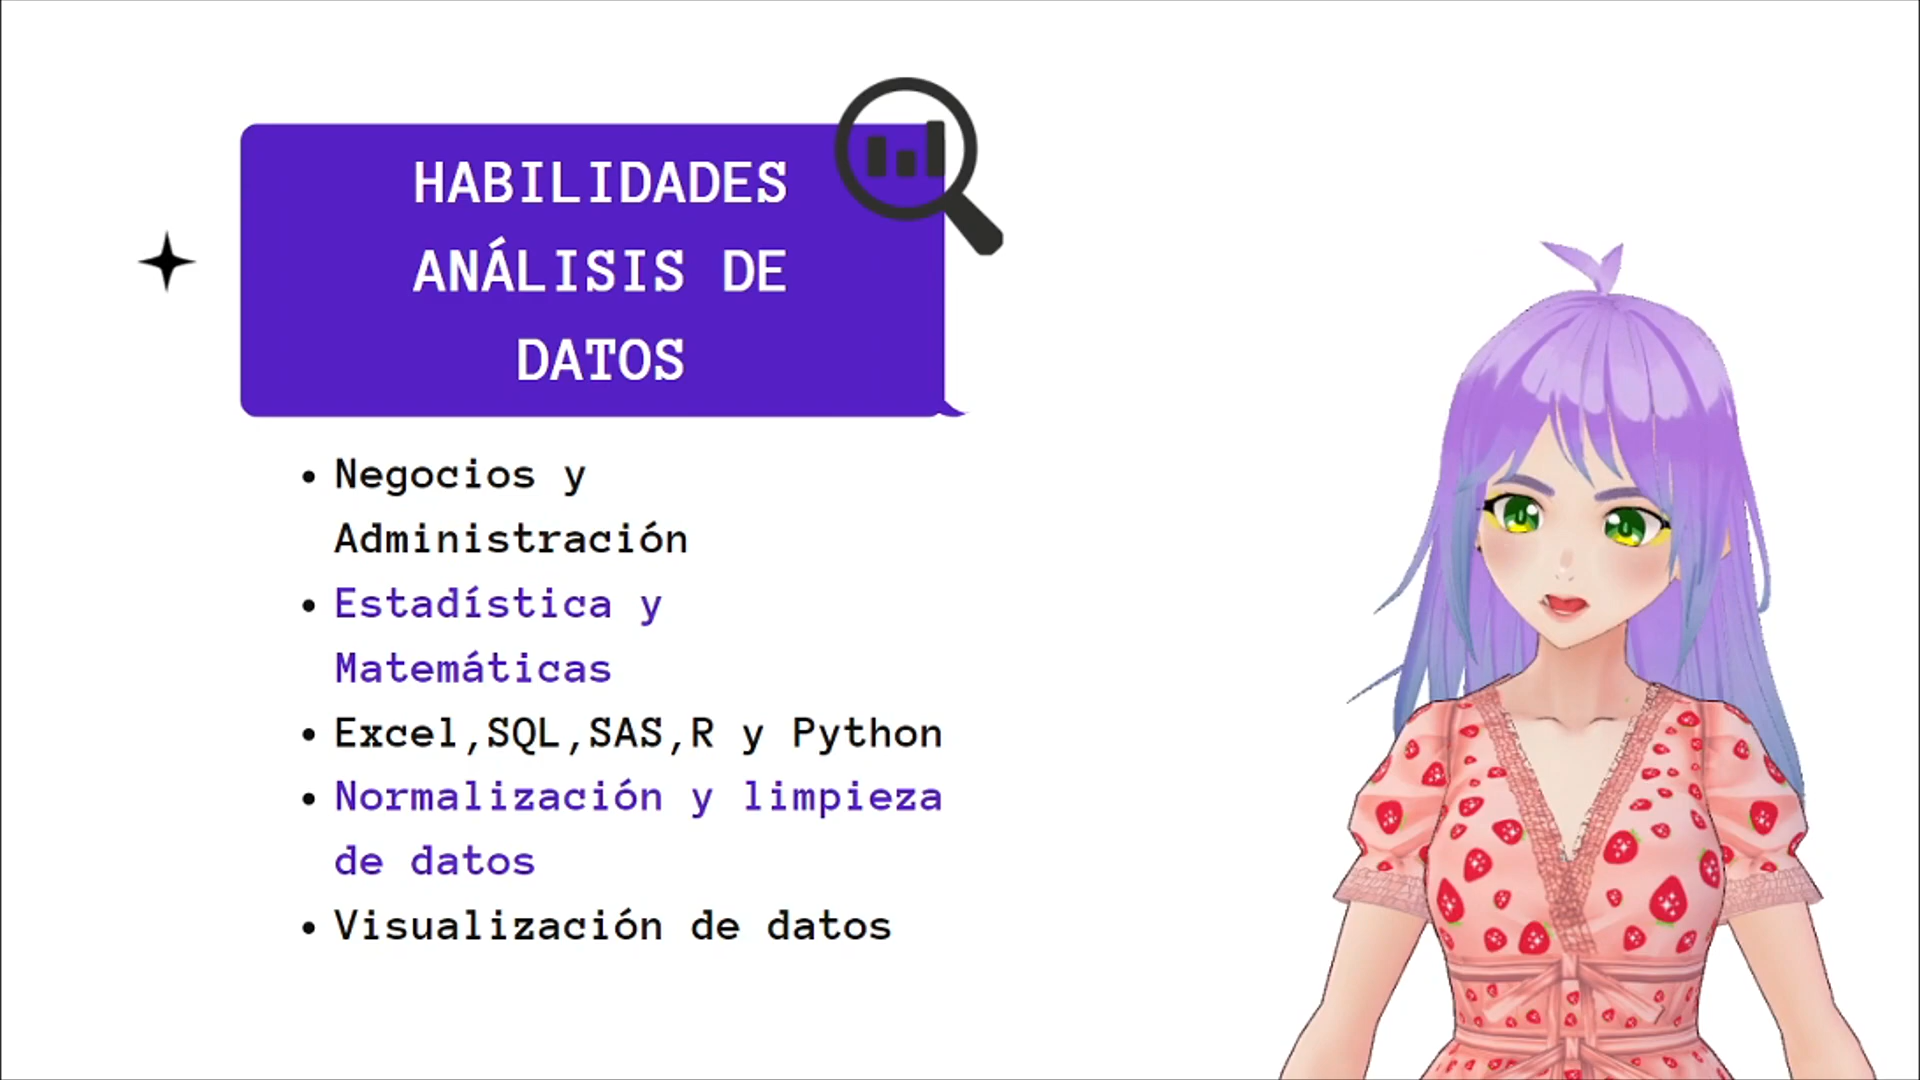 HABILIDADES
ANÁLISIS DE
DATOS
• Negocios y
Administración
• Estadística y
Matemáticas
• Excel,SQL,SAS,R y Python
• Normalización y limpieza
de datos
• Visualización de datos